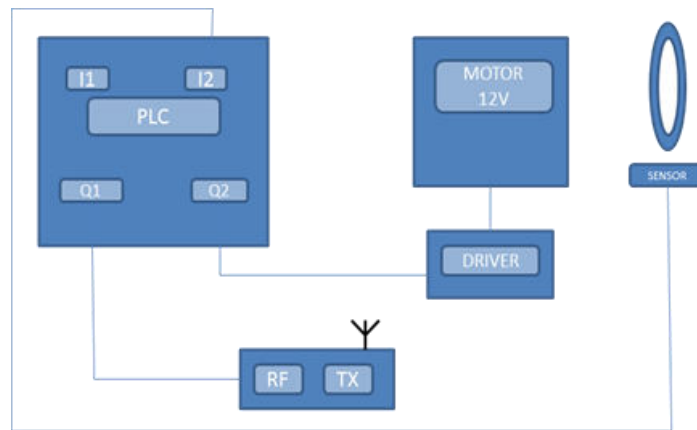 I1
I2
PLC
Q1
Q2
MOTOR
12V
SENSOR
DRIVER
RF
TX